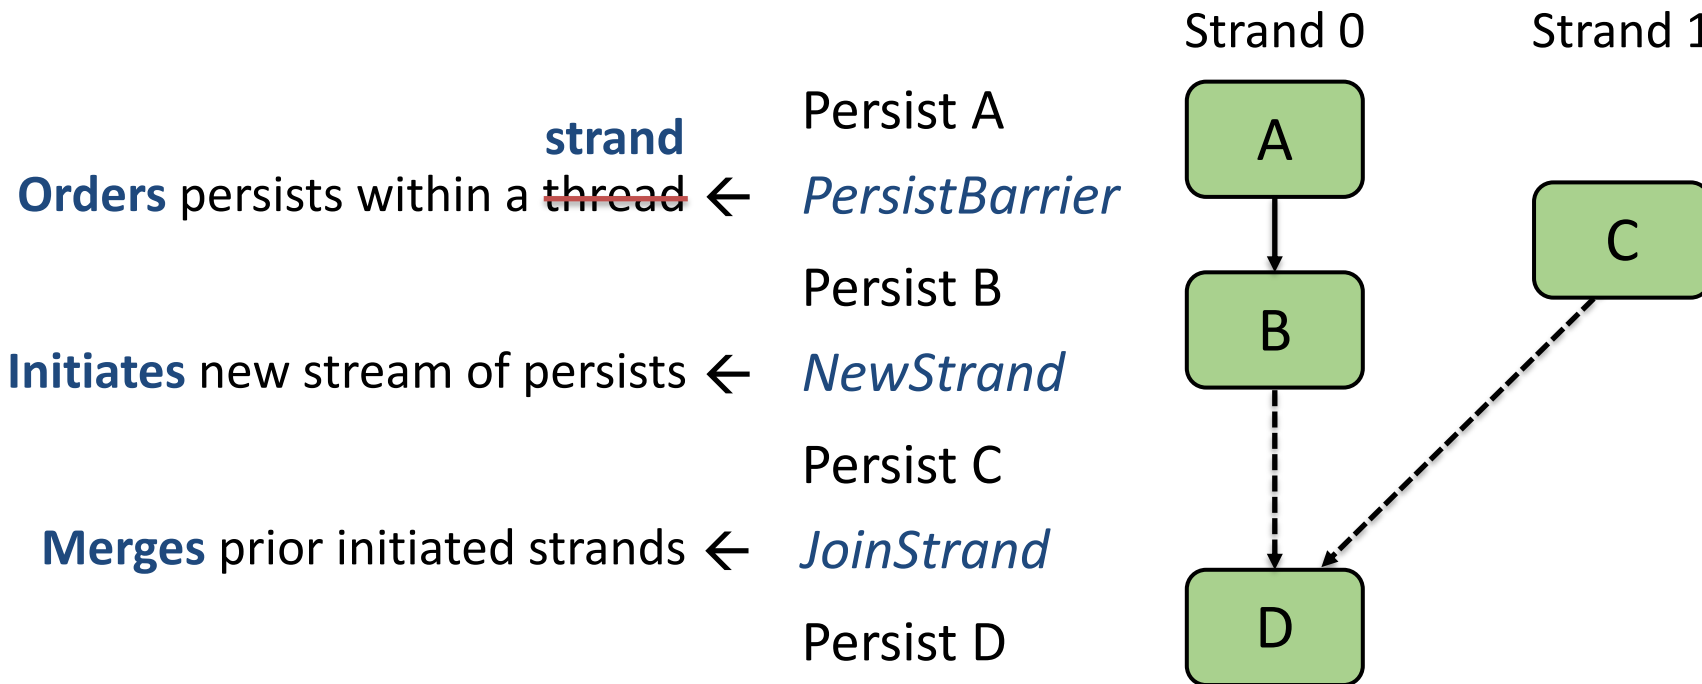 Strand 0
Strand 1
Persist A
A
strand
Orders persists within a thread ← PersistBarrier
C
Persist B
B
Initiates new stream of persists ← NewStrand
Persist C
Merges prior initiated strands ← JoinStrand
Persist D
D